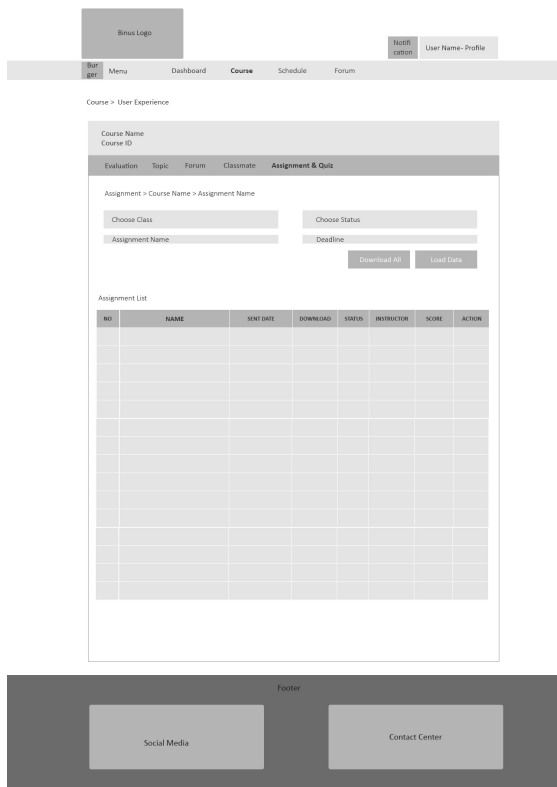 Binus Logo
Notifi
cation
User Name- Profile
Bur
ger
Menu
Dashboard
Course
Schedule
Forum
Course > User Experience
Course Name
Course ID
Evaluation
Topic
Forum
Classmate
Assignment & Quiz
Assignment > Course Name > Assignment Name
Choose Class
Choose Status
Assignment Name
Deadline
Download All
Load Data
Assignment List
NO
NAME
SENT DATE
DOWNLOAD
STATUS
INSTRUCTOR
SCORE
ACTION
Footer
Social Media
Contact Center